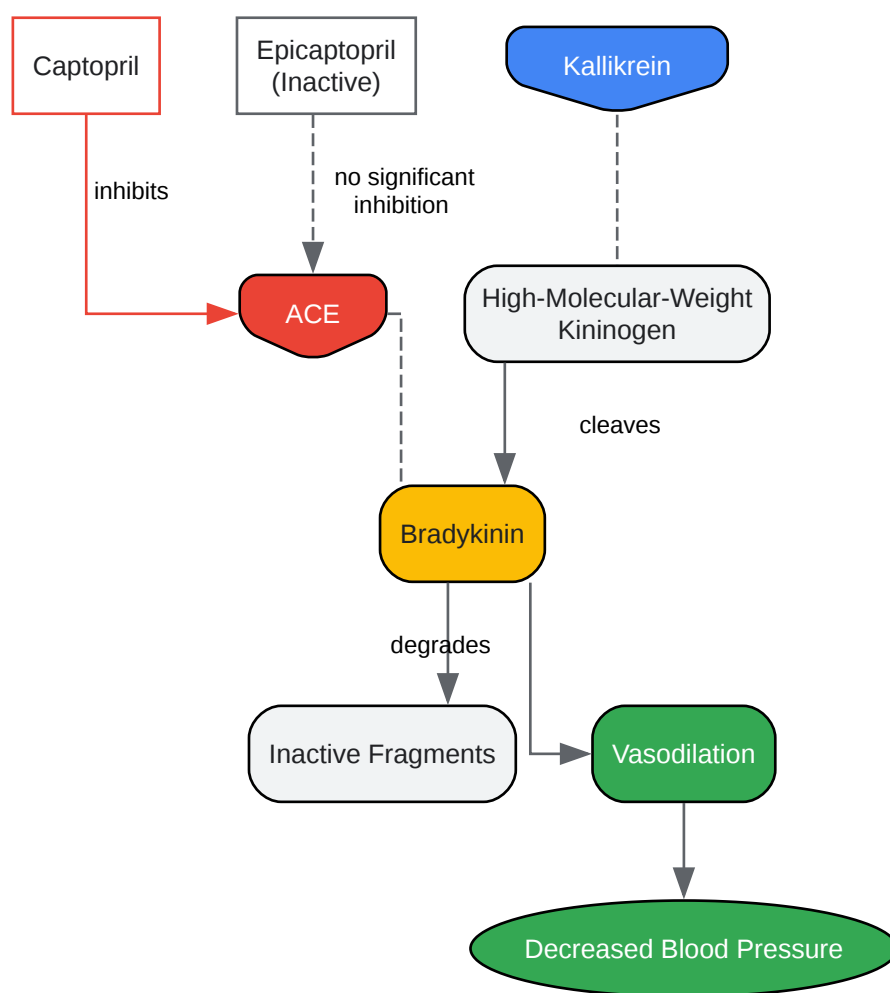 Captopril
Epicaptopril
(Inactive)
Kallikrein
inhibits
no significant
inhibition
ACE
High-Molecular-Weight
Kininogen
cleaves
Bradykinin
degrades
Inactive Fragments
Vasodilation
Decreased Blood Pressure